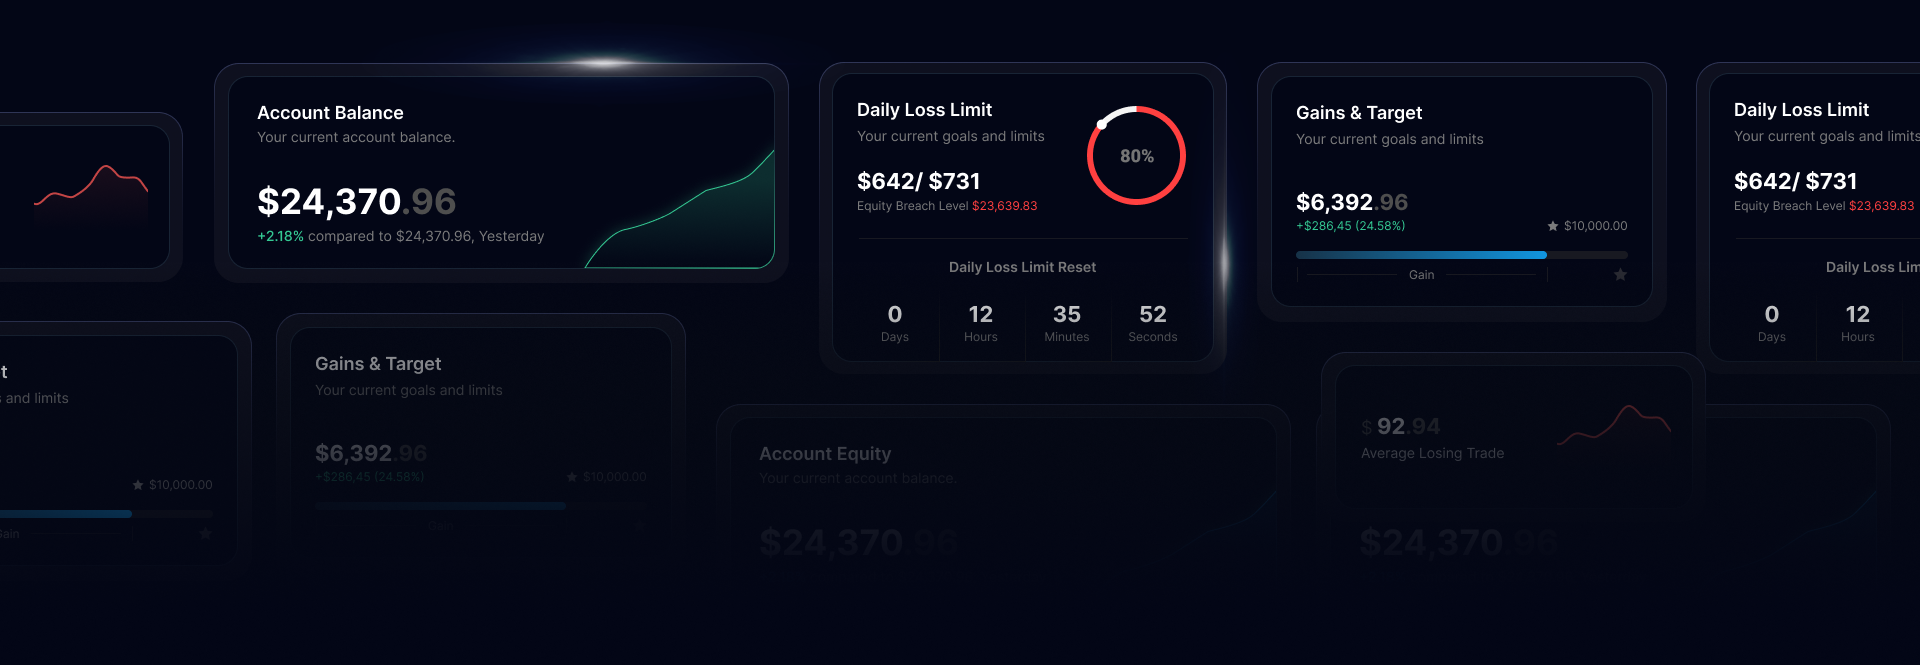 Account Balance
Your current account balance.
$24,370.96
+2.18% compared to $24,370.96, Yesterday
Daily Loss Limit
Your current goals and limits
80%
$642/ $731
Equity Breach Level $23,639.83
Daily Loss Limit Reset
0 12 35 52
Days Hours Minutes Seconds
Gains & Target
Your current goals and limits
$6,392.96
+$286,45 (24.58%) $10,000.00
Gain
Daily Loss Limit
Your current goals and limits
$642/ $731
Equity Breach Level $23,639.83
Daily Loss Lim
0 12
Days Hours
t
s and limits
$10,000.00
Gain
Gains & Target
Your current goals and limits
$6,392.96
+$286,45 (24.58%) $10,000.00
Gain
Account Equity
Your current account balance.
$24,370.96
$ 92.94
Average Losing Trade
$24,370.96